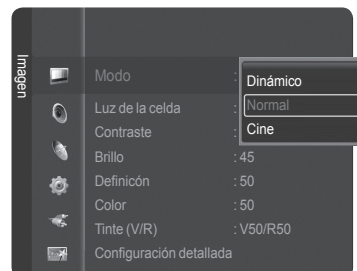 Imagen
Modo :
Dinámico
Normal
Cine
Luz de la celda :
Contraste :
Brillo : 45
Definicón : 50
Color : 50
Tinte (V/R) : V50/R50
Configuración detallada